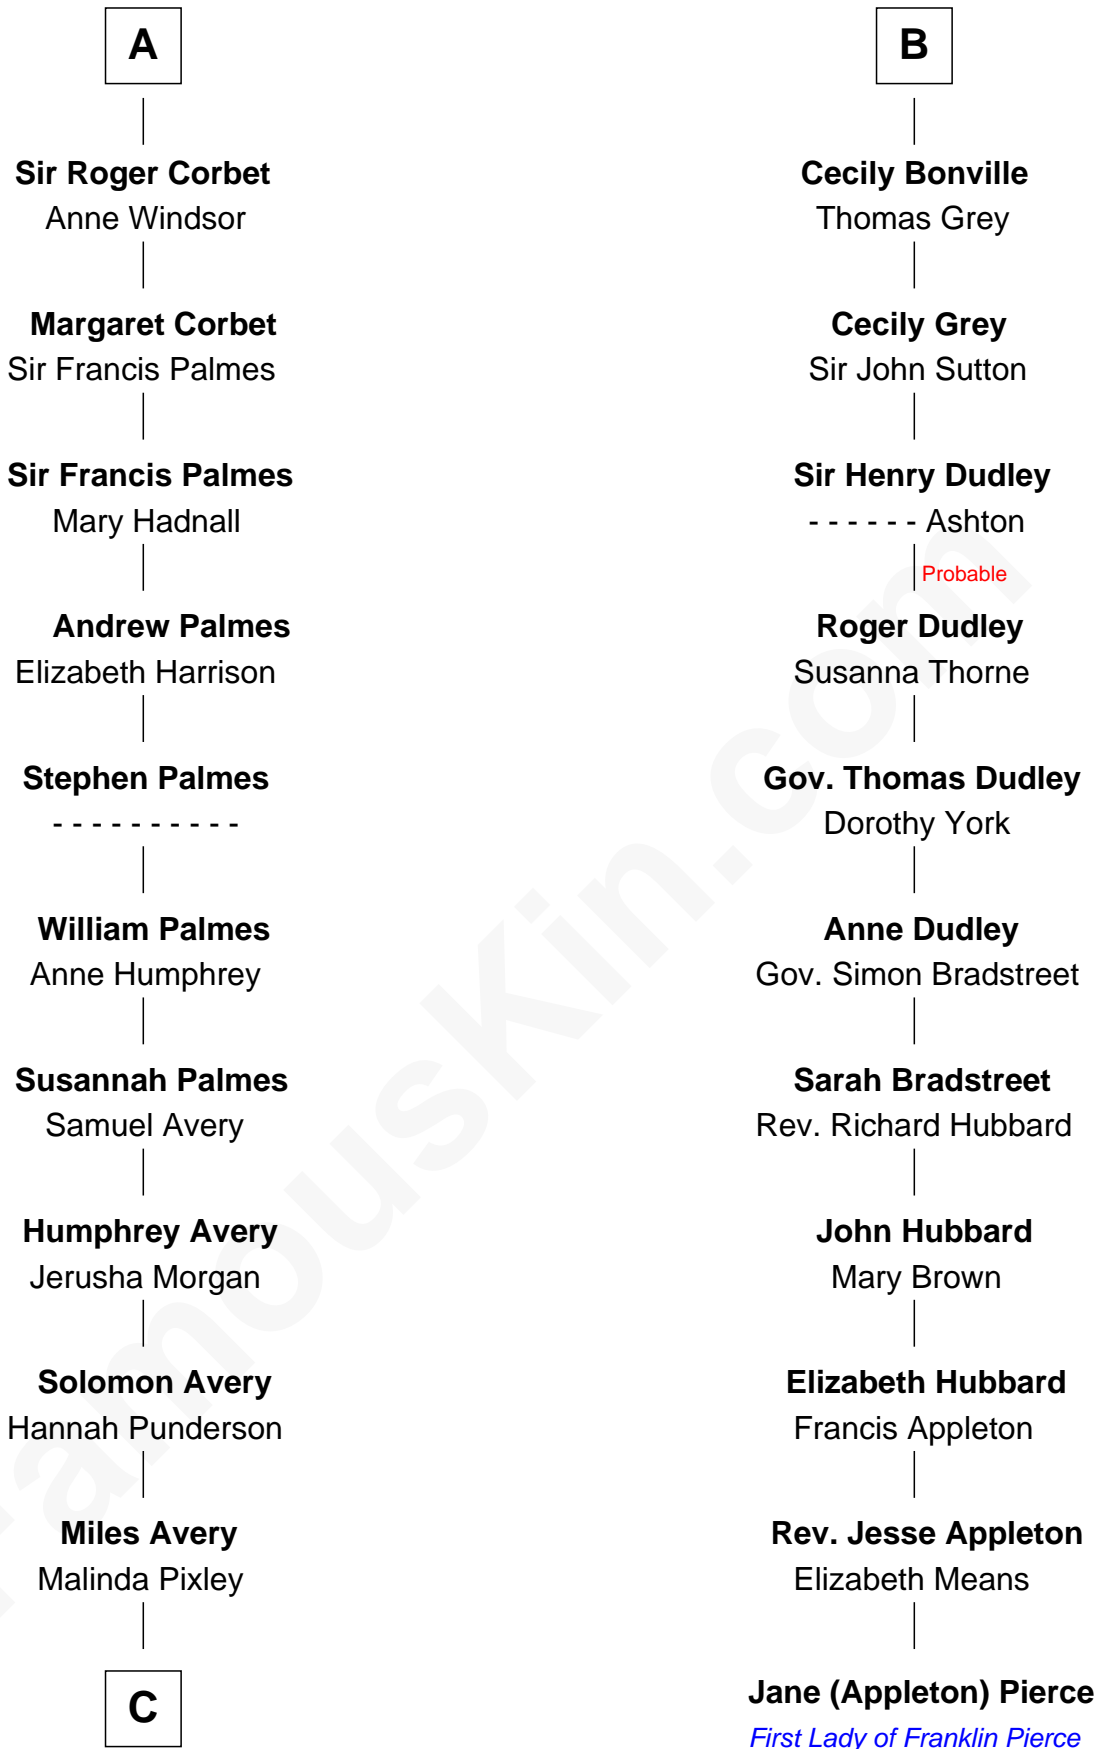 A
Sir Roger Corbet
Anne Windsor
Margaret Corbet
Sir Francis Palmes
Sir Francis Palmes
Mary Hadnall
Andrew Palmes
Elizabeth Harrison
Stephen Palmes
- - - - - - - - - -
William Palmes
Anne Humphrey
Susannah Palmes
Samuel Avery
Humphrey Avery
Jerusha Morgan
Solomon Avery
Hannah Punderson
Miles Avery
Malinda Pixley
C
B
Cecily Bonville
Thomas Grey
Cecily Grey
Sir John Sutton
Sir Henry Dudley
- - - - - - Ashton
Probable
Roger Dudley
Susanna Thorne
Gov. Thomas Dudley
Dorothy York
Anne Dudley
Gov. Simon Bradstreet
Sarah Bradstreet
Rev. Richard Hubbard
John Hubbard
Mary Brown
Elizabeth Hubbard
Francis Appleton
Rev. Jesse Appleton
Elizabeth Means
Jane (Appleton) Pierce
First Lady of Franklin Pierce
FamousKin.com